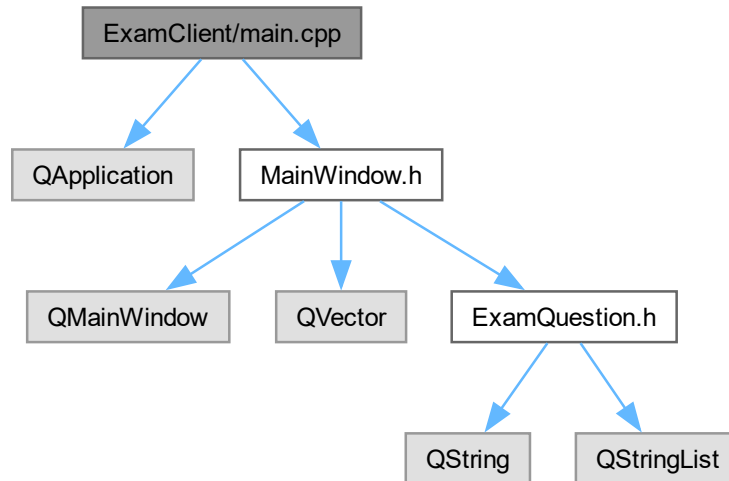 ExamClient/main.cpp
QApplication
MainWindow.h
QMainWindow
QVector
ExamQuestion.h
QString
QStringList